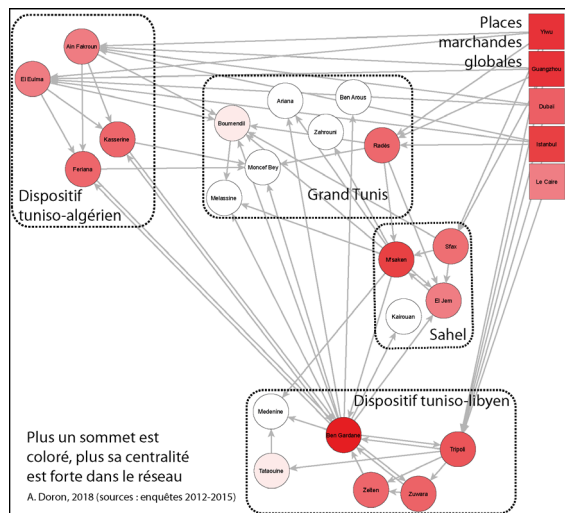 Places
marchandes
globales
Yiwu
Guangzhou
Dubaï
Istanbul
Le Caire
Ain Fakroun
El Eulma
Kasserine
Feriana
Dispositif
tuniso-algérien
Ariana
Ben Arous
Boumendil
Zahrouni
Radès
Moncef Bey
Melassine
Grand Tunis
Sfax
M'saken
El Jem
Kairouan
Sahel
Dispositif tuniso-libyen
Medenine
Ben Gardane
Tripoli
Tataouine
Zelten
Zuwara
Plus un sommet est
coloré, plus sa centralité
est forte dans le réseau
A. Doron, 2018 (sources : enquêtes 2012-2015)